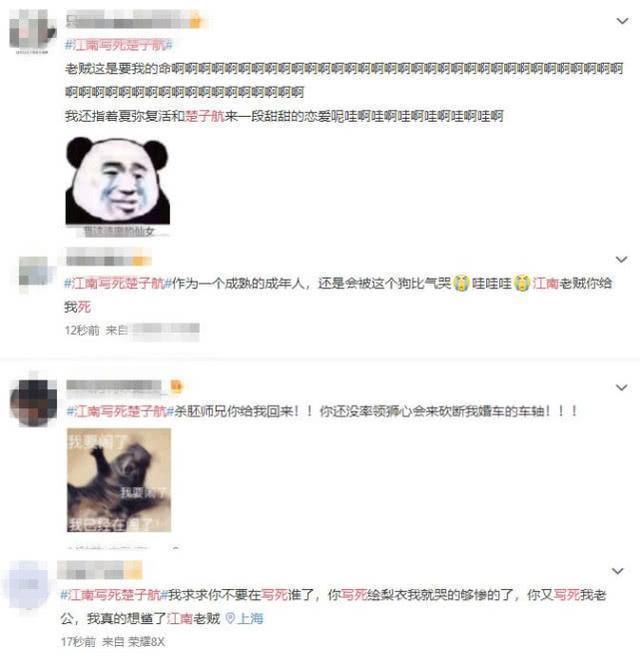 #江南写死楚子航#
老贼这是要我的命啊啊啊啊啊啊啊啊啊啊啊啊啊啊啊啊啊啊啊啊啊啊啊啊啊啊啊啊啊啊啊啊啊啊
啊啊啊啊啊啊啊啊啊啊啊啊啊啊啊啊啊啊
我还指着夏弥复活和楚子航来一段甜甜的恋爱呢哇啊哇啊哇啊哇啊哇啊哇啊
#江南写死楚子航#作为一个成熟的成年人，还是会被这个狗比气哭😭哇哇哇😭江南老贼你给
我死
12秒前 来自
#江南写死楚子航#杀胚师兄你给我回来！！你还没率领狮心会来砍断我婚车的车轴！！！
我要闹了
我要闹了
我已经在闹了!
#江南写死楚子航#我求求你不要在写死谁了，你写死绘梨衣我就哭的够惨的了，你又写死我老
公，我真的想鲨了江南老贼 上海
17秒前 来自 荣耀8X